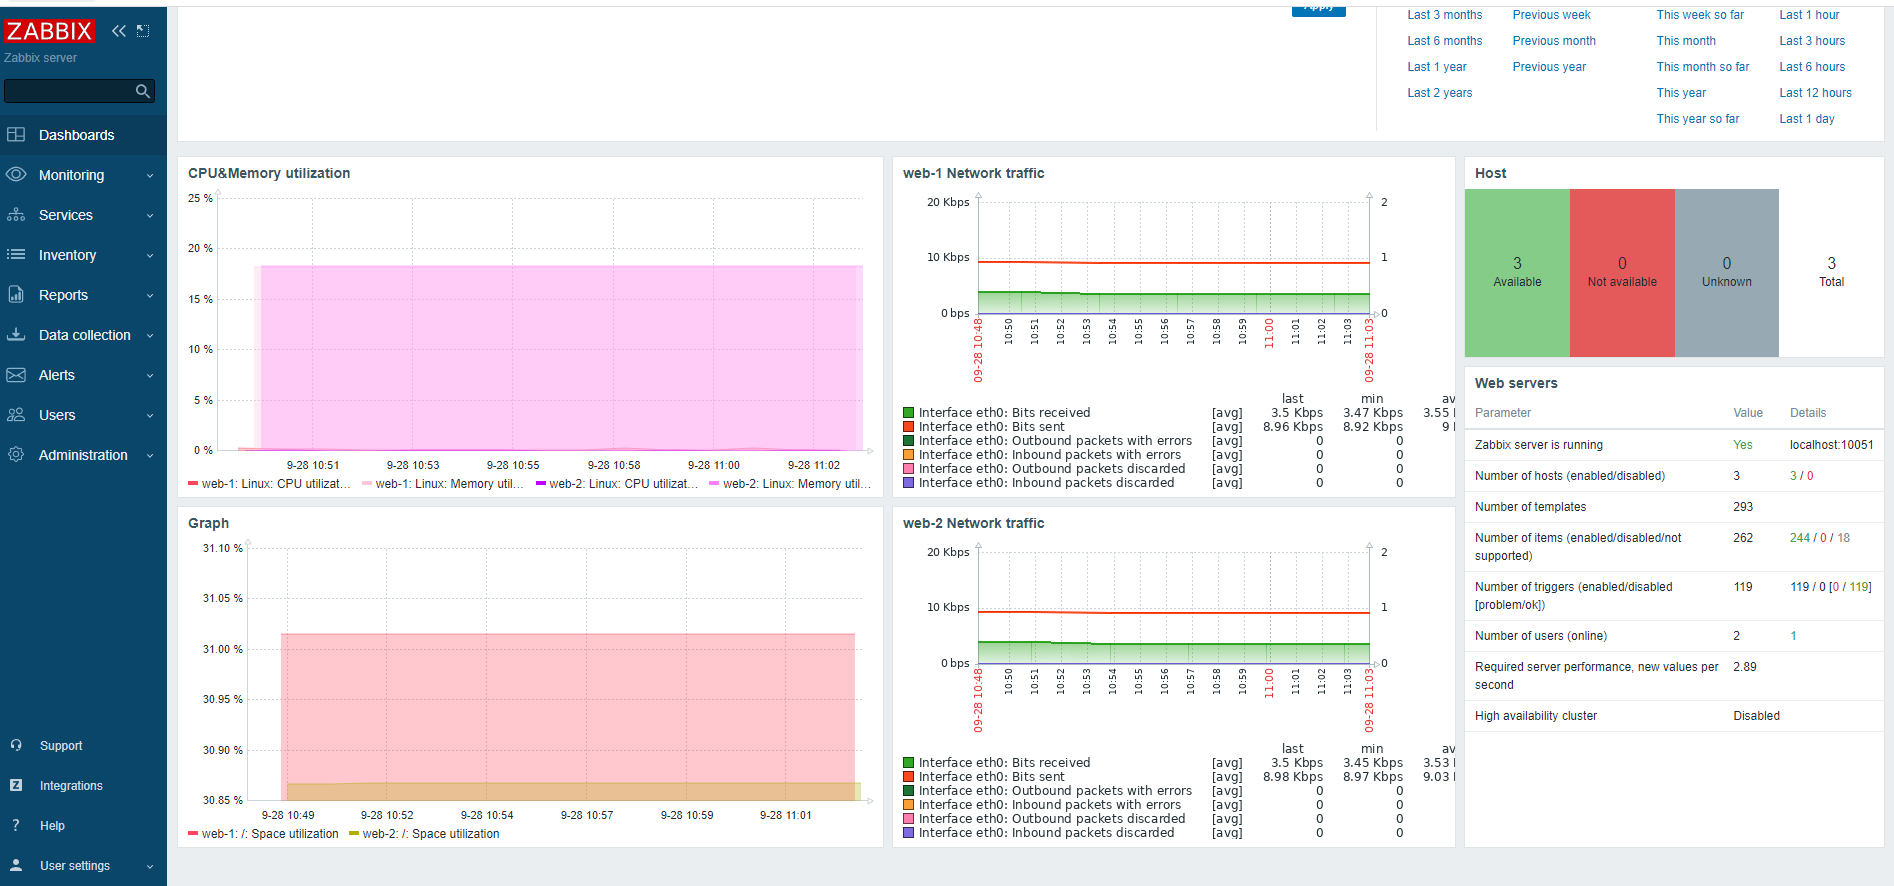 ZABBIX
Zabbix server
Dashboards
Monitoring
Services
Inventory
Reports
Data collection
Alerts
Users
Administration
Support
Integrations
Help
User settings
Apply
Last 3 months Previous week This week so far Last 1 hour
Last 6 months Previous month This month Last 3 hours
Last 1 year Previous year This month so far Last 6 hours
Last 2 years This year Last 12 hours
This year so far Last 1 day
CPU&Memory utilization
25 %
20 %
15 %
10 %
5 %
0 %
9-28 10:51 9-28 10:53 9-28 10:55 9-28 10:58 9-28 11:00 9-28 11:02
web-1: Linux: CPU utilizat... web-1: Linux: Memory util... web-2: Linux: CPU utilizat... web-2: Linux: Memory util...
web-1 Network traffic
20 Kbps 2
10 Kbps 1
0 bps 0
09-28 10:48 10:50 10:51 10:52 10:53 10:54 10:55 10:56 10:57 10:58 10:59 11:00 11:01 11:02 11:03 09-28 11:03
last min av
Interface eth0: Bits received [avg] 3.5 Kbps 3.47 Kbps 3.55
Interface eth0: Bits sent [avg] 8.96 Kbps 8.92 Kbps 9
Interface eth0: Outbound packets with errors [avg] 0 0
Interface eth0: Inbound packets with errors [avg] 0 0
Interface eth0: Outbound packets discarded [avg] 0 0
Interface eth0: Inbound packets discarded [avg] 0 0
Host
3 0 0 3
Available Not available Unknown Total
Graph
31.10 %
31.05 %
31.00 %
30.95 %
30.90 %
30.85 %
9-28 10:49 9-28 10:52 9-28 10:54 9-28 10:57 9-28 10:59 9-28 11:01
web-1: /: Space utilization web-2: /: Space utilization
web-2 Network traffic
20 Kbps 2
10 Kbps 1
0 bps 0
09-28 10:48 10:50 10:51 10:52 10:53 10:54 10:55 10:56 10:57 10:58 10:59 11:00 11:01 11:02 11:03 09-28 11:03
last min av
Interface eth0: Bits received [avg] 3.5 Kbps 3.45 Kbps 3.53
Interface eth0: Bits sent [avg] 8.98 Kbps 8.97 Kbps 9.03
Interface eth0: Outbound packets with errors [avg] 0 0
Interface eth0: Inbound packets with errors [avg] 0 0
Interface eth0: Outbound packets discarded [avg] 0 0
Interface eth0: Inbound packets discarded [avg] 0 0
Web servers
Parameter Value Details
Zabbix server is running Yes localhost:10051
Number of hosts (enabled/disabled) 3 3 / 0
Number of templates 293
Number of items (enabled/disabled/not 262 244 / 0 / 18
supported)
Number of triggers (enabled/disabled 119 119 / 0 [0 / 119]
[problem/ok])
Number of users (online) 2 1
Required server performance, new values per 2.89
second
High availability cluster Disabled